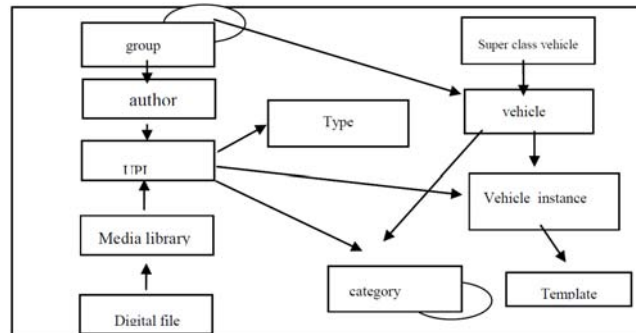 group
Super class vehicle
author
Type
vehicle
UPI
Vehicle instance
Media library
category
Template
Digital file